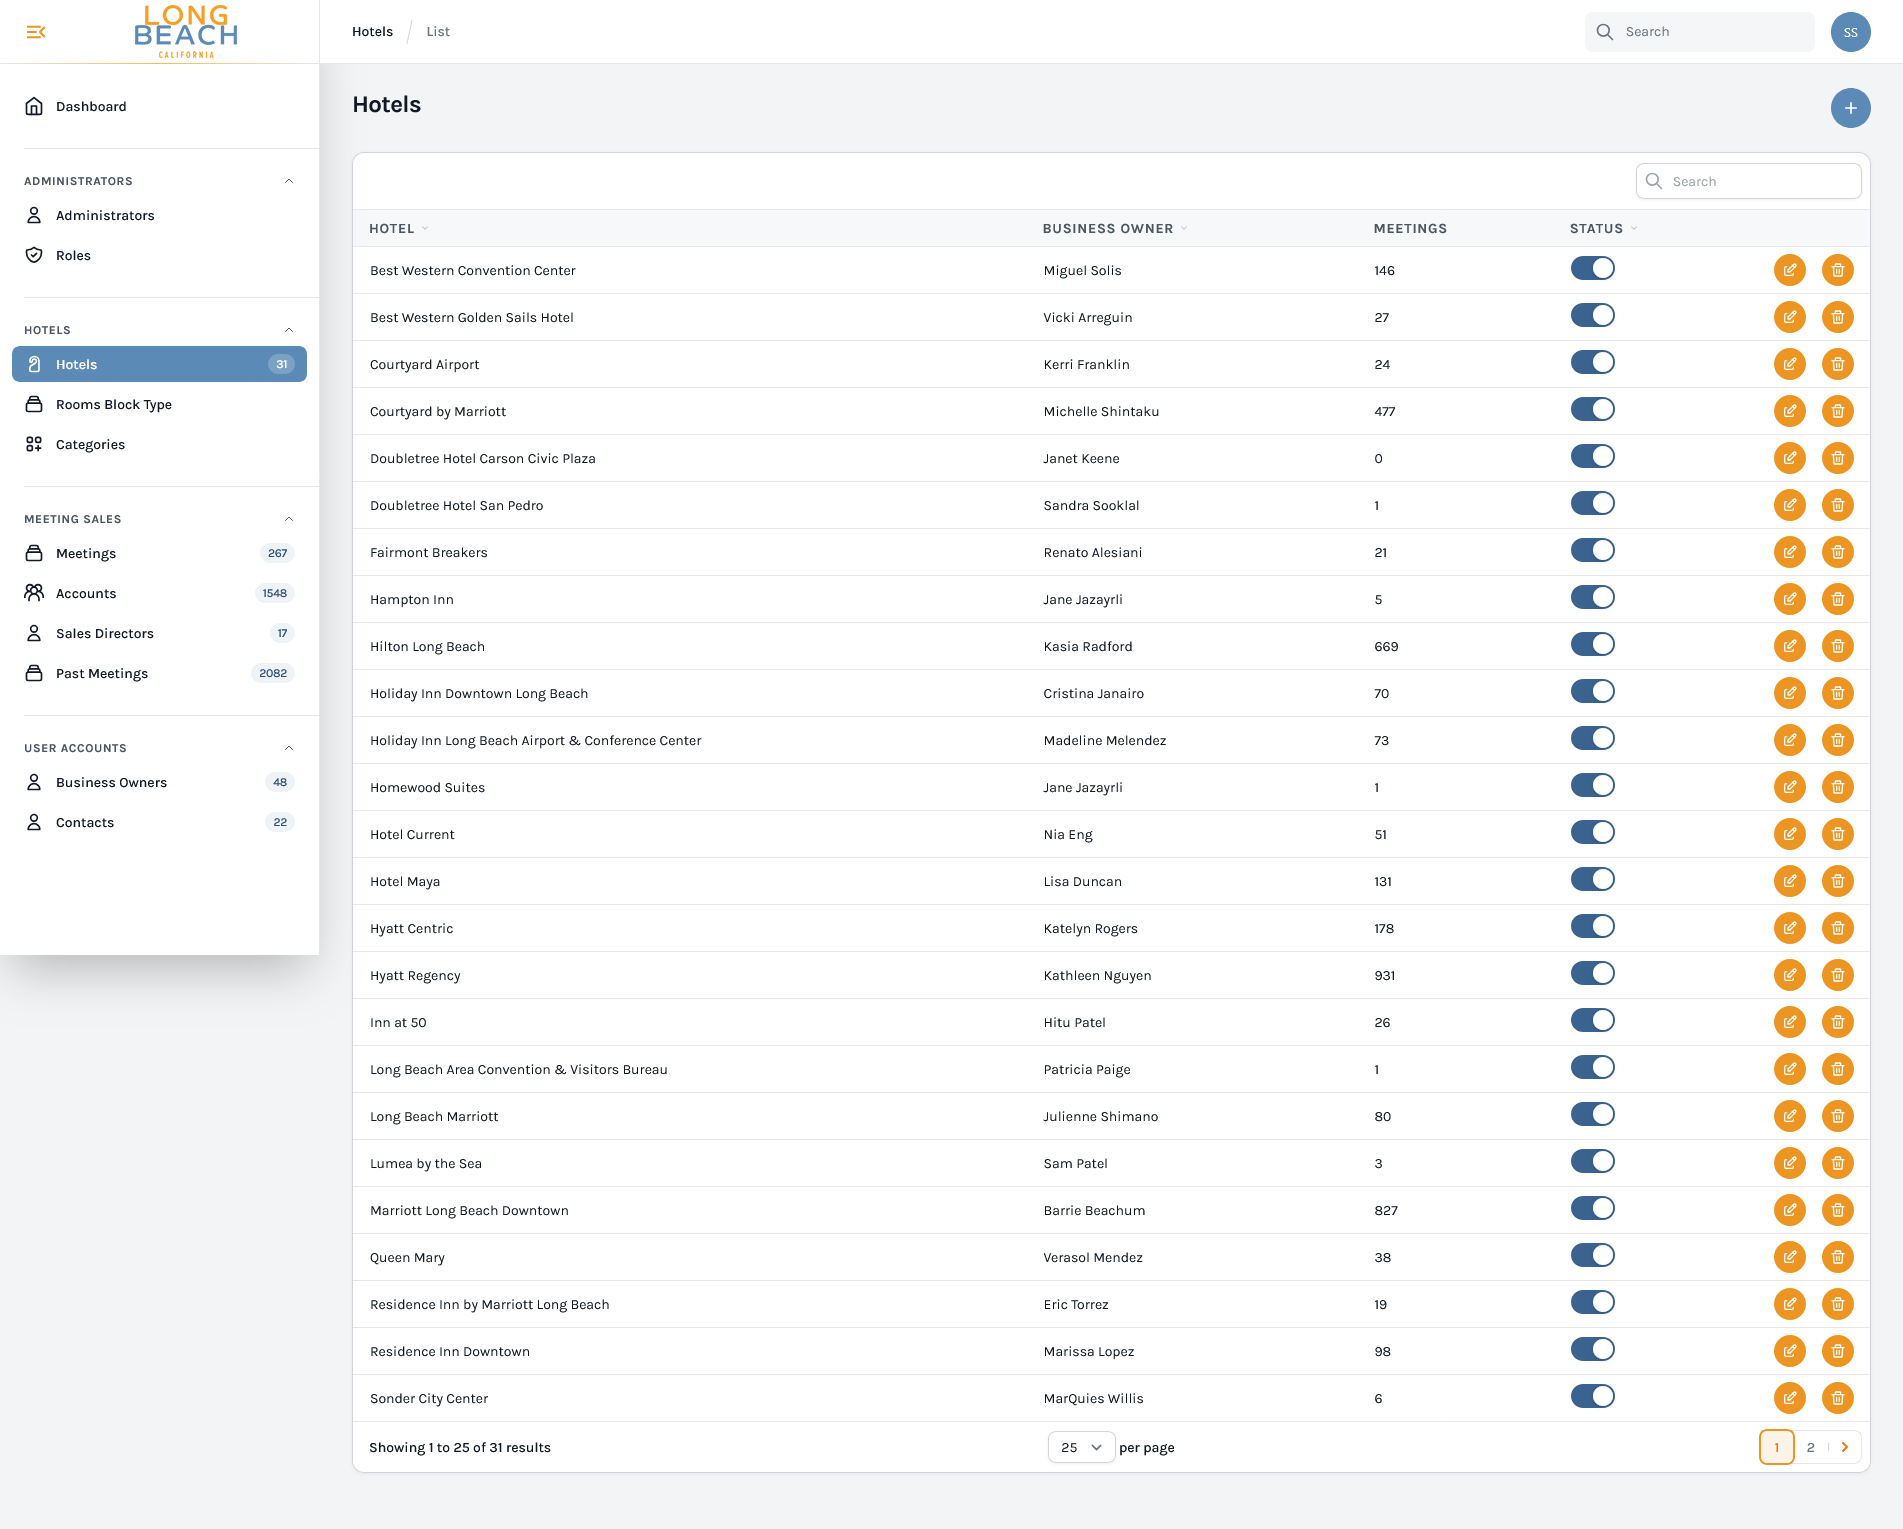 LONG
BEACH
CALIFORNIA
Hotels / List
Search
SS
Dashboard
ADMINISTRATORS
Administrators
Roles
HOTELS
Hotels 31
Rooms Block Type
Categories
MEETING SALES
Meetings 267
Accounts 1548
Sales Directors 17
Past Meetings 2082
USER ACCOUNTS
Business Owners 48
Contacts 22
Hotels
Search
HOTEL BUSINESS OWNER MEETINGS STATUS
Best Western Convention Center Miguel Solis 146
Best Western Golden Sails Hotel Vicki Arreguin 27
Courtyard Airport Kerri Franklin 24
Courtyard by Marriott Michelle Shintaku 477
Doubletree Hotel Carson Civic Plaza Janet Keene 0
Doubletree Hotel San Pedro Sandra Sooklal 1
Fairmont Breakers Renato Alesiani 21
Hampton Inn Jane Jazayrli 5
Hilton Long Beach Kasia Radford 669
Holiday Inn Downtown Long Beach Cristina Janairo 70
Holiday Inn Long Beach Airport & Conference Center Madeline Melendez 73
Homewood Suites Jane Jazayrli 1
Hotel Current Nia Eng 51
Hotel Maya Lisa Duncan 131
Hyatt Centric Katelyn Rogers 178
Hyatt Regency Kathleen Nguyen 931
Inn at 50 Hitu Patel 26
Long Beach Area Convention & Visitors Bureau Patricia Paige 1
Long Beach Marriott Julienne Shimano 80
Lumea by the Sea Sam Patel 3
Marriott Long Beach Downtown Barrie Beachum 827
Queen Mary Verasol Mendez 38
Residence Inn by Marriott Long Beach Eric Torrez 19
Residence Inn Downtown Marissa Lopez 98
Sonder City Center MarQuies Willis 6
Showing 1 to 25 of 31 results 25 per page 1 2